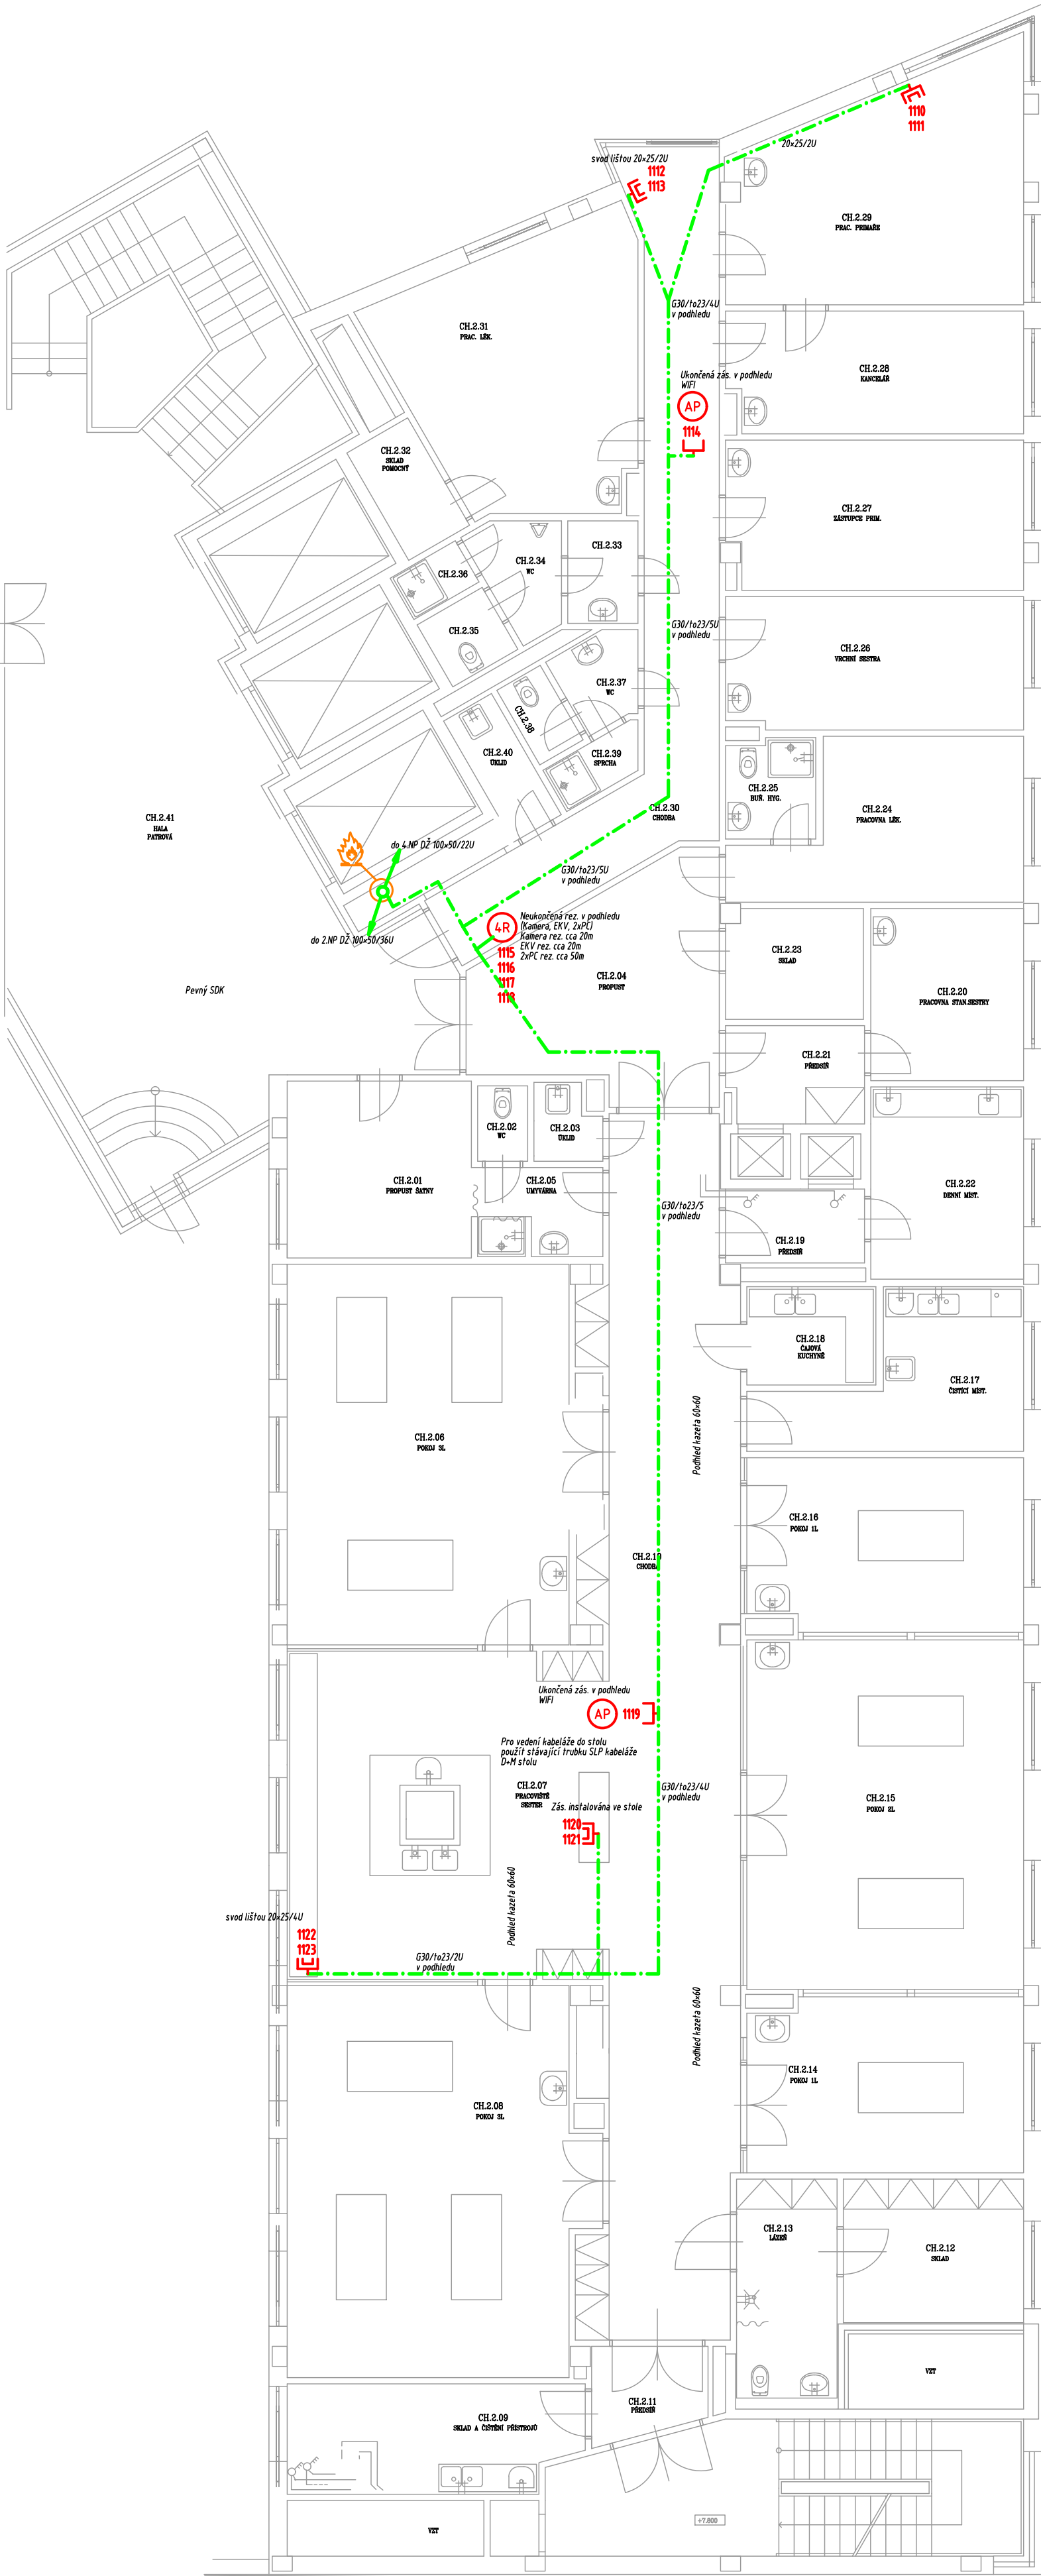 1110
1111
20×25/2U
svod lištou 20×25/2U
1112
1113
CH.2.29
PRAC. PRIMAŘE
G30/to23/4U
v podhledu
CH.2.31
PRAC. LÉK.
CH.2.28
KANCELÁŘ
Ukončená zás. v podhledu
WIFI
AP
1114
CH.2.32
SKLAD
POMOCNÝ
CH.2.27
ZÁSTUPCE PRIM.
CH.2.33
CH.2.34
WC
CH.2.36
CH.2.35
G30/to23/5U
v podhledu
CH.2.26
VRCHNÍ SESTRA
CH.2.37
WC
CH.2.38
CH.2.40
ÚKLID
CH.2.39
SPRCHA
CH.2.25
BUŇ. HYG.
CH.2.24
PRACOVNA LÉK.
CH.2.30
CHODBA
CH.2.41
HALA
PATROVÁ
do 4.NP DŽ 100×50/22U
G30/to23/5U
v podhledu
do 2.NP DŽ 100×50/36U
4R
Neukončená rez. v podhledu
(Kamera, EKV, 2xPC)
Kamera rez. cca 20m
EKV rez. cca 20m
2xPC rez. cca 50m
1115
1116
1117
1118
CH.2.23
SKLAD
CH.2.04
PROPUST
CH.2.20
PRACOVNA STAN.SESTRY
Pevný SDK
CH.2.21
PŘEDSÍŇ
CH.2.02
WC
CH.2.03
ÚKLID
CH.2.01
PROPUST ŠATNY
CH.2.05
UMYVÁRNA
CH.2.22
DENNÍ MÍST.
G30/to23/5
v podhledu
CH.2.19
PŘEDSÍŇ
CH.2.18
ČAJOVÁ
KUCHYNĚ
CH.2.17
ČISTÍCÍ MÍST.
Podhled kazeta 60×60
CH.2.06
POKOJ 3L
CH.2.16
POKOJ 1L
CH.2.10
CHODBA
Ukončená zás. v podhledu
WIFI
AP
1119
Pro vedení kabeláže do stolu
použít stávající trubku SLP kabeláže
D+M stolu
CH.2.07
PRACOVIŠTĚ
SESTER
Zás. instalována ve stole
G30/to23/4U
v podhledu
CH.2.15
POKOJ 2L
1120
1121
Podhled kazeta 60×60
svod lištou 20×25/4U
1122
1123
G30/to23/2U
v podhledu
Podhled kazeta 60×60
CH.2.14
POKOJ 1L
CH.2.08
POKOJ 3L
CH.2.13
LÁZEŇ
CH.2.12
SKLAD
VZT
CH.2.11
PŘEDSÍŇ
CH.2.09
SKLAD A ČIŠTĚNÍ PŘÍSTROJŮ
+7.800
VZT